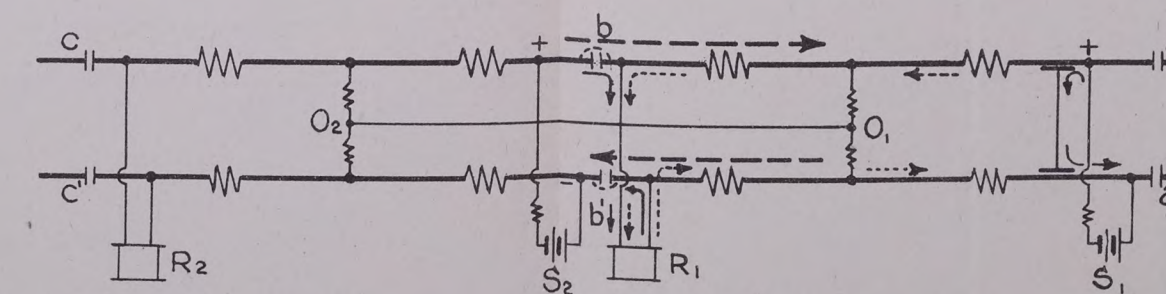 C + b +
O₂ O₁
C' − b' C
R₂ S₂ R₁ S₁